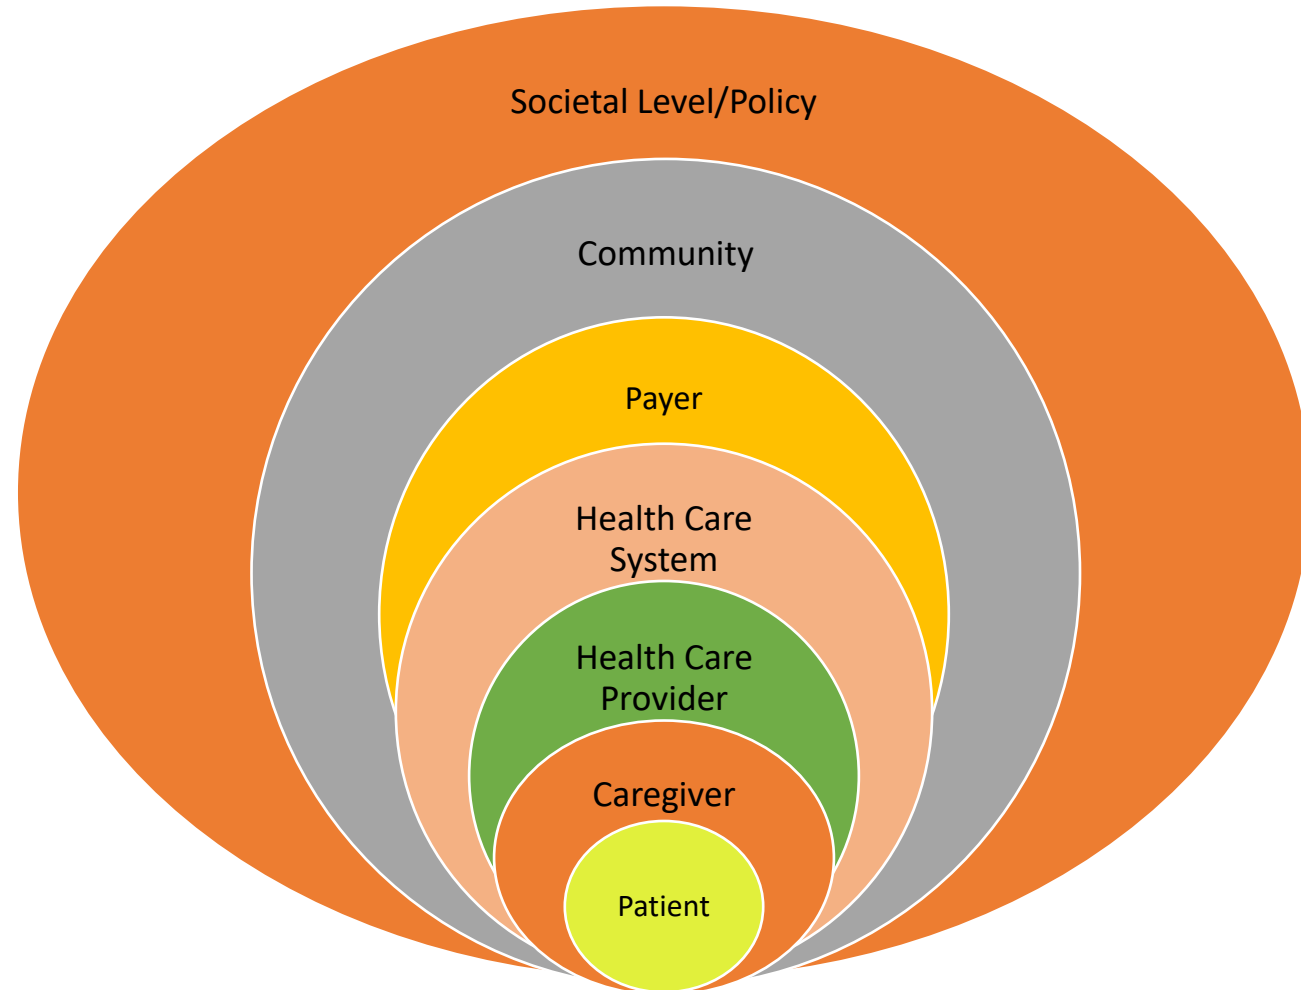 Societal Level/Policy
Community
Payer
Health Care
System
Health Care
Provider
Caregiver
Patient